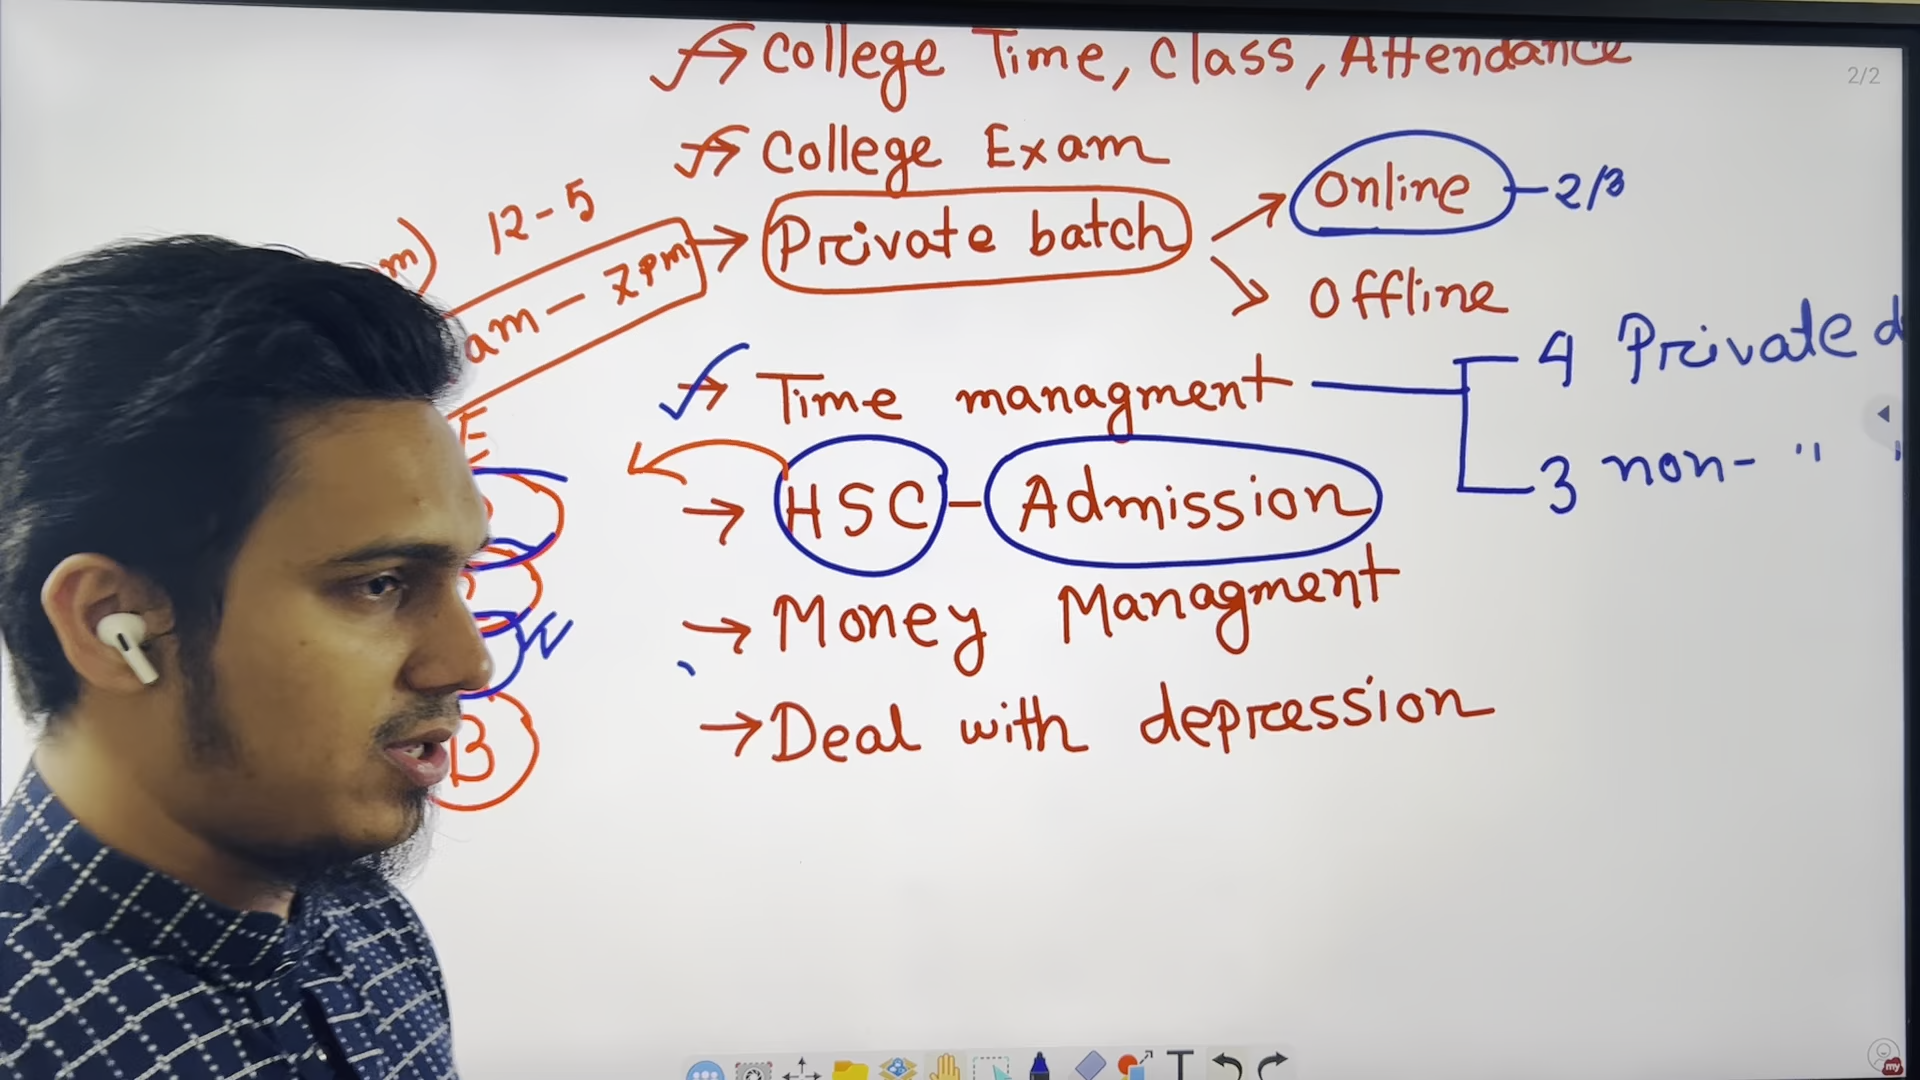 → College Time, Class, Attendance
2/2
→ College Exam
12-5
→ Private batch
→ Online - 2/3
→ Offline
am - 7pm
→ Time managment
4 Private d
3 non- " "
→ HSC - Admission
→ Money Managment
→ Deal with depression
B
T
my